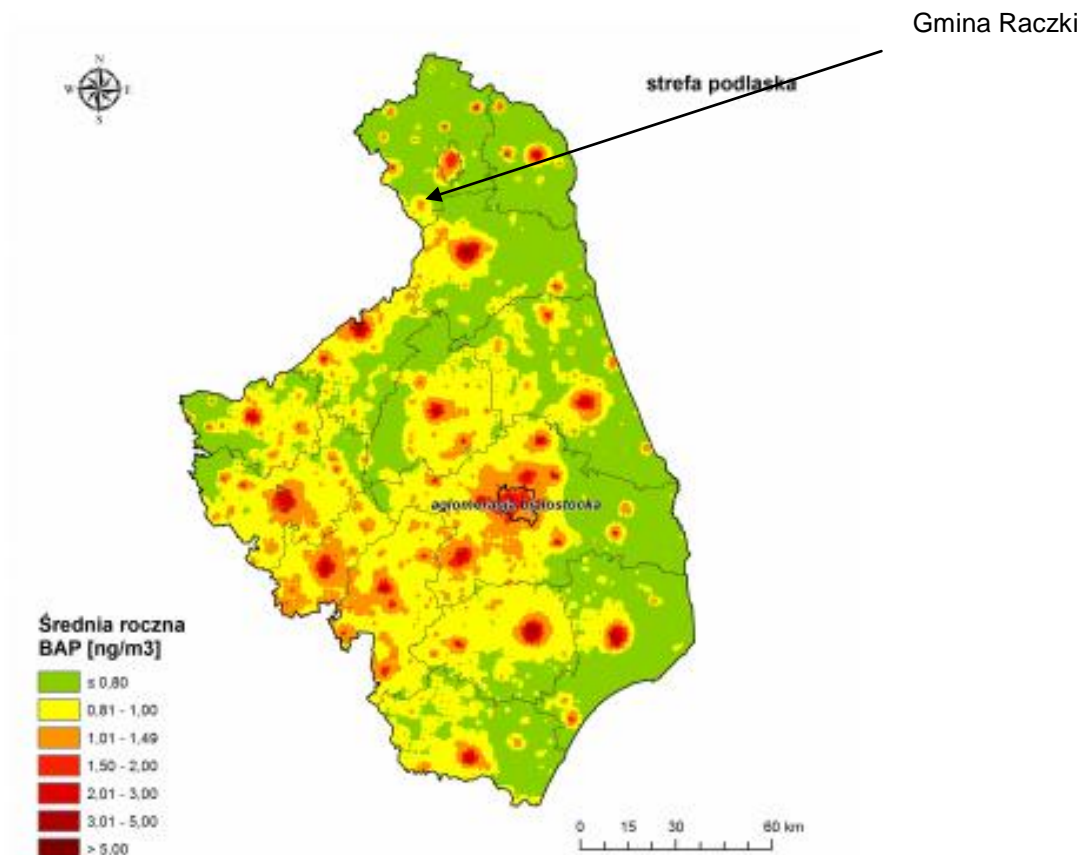 Gmina Raczki
N
W E
S
strefa podlaska
aglomeracja białostocka
Średnia roczna
BAP [ng/m3]
≤ 0,80
0,81 - 1,00
1,01 - 1,49
1,50 - 2,00
2,01 - 3,00
3,01 - 5,00
> 5,00
0 15 30 60 km